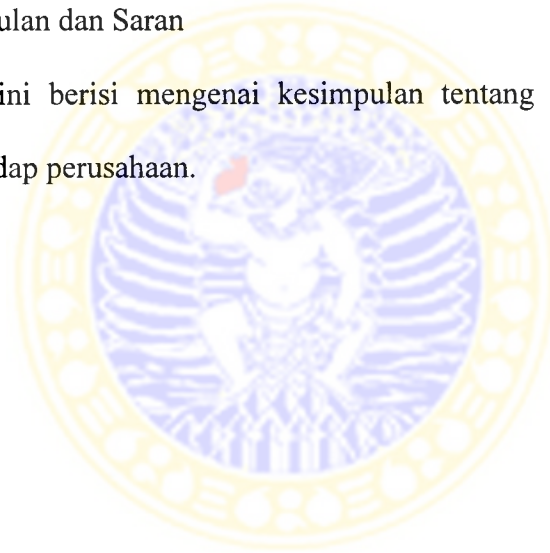 ulan dan Saran
ini berisi mengenai kesimpulan tentang
dap perusahaan.